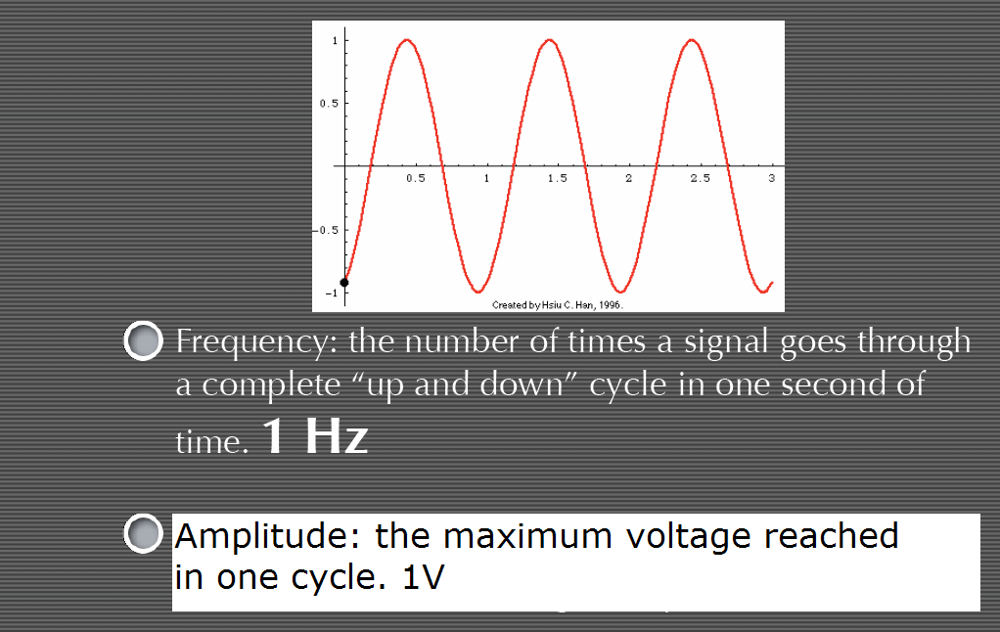 1
0.5
0.5 1 1.5 2 2.5 3
-0.5
-1
Created by Hsiu C. Han, 1996.
Frequency: the number of times a signal goes through
a complete “up and down” cycle in one second of
time. 1 Hz
Amplitude: the maximum voltage reached
in one cycle. 1V